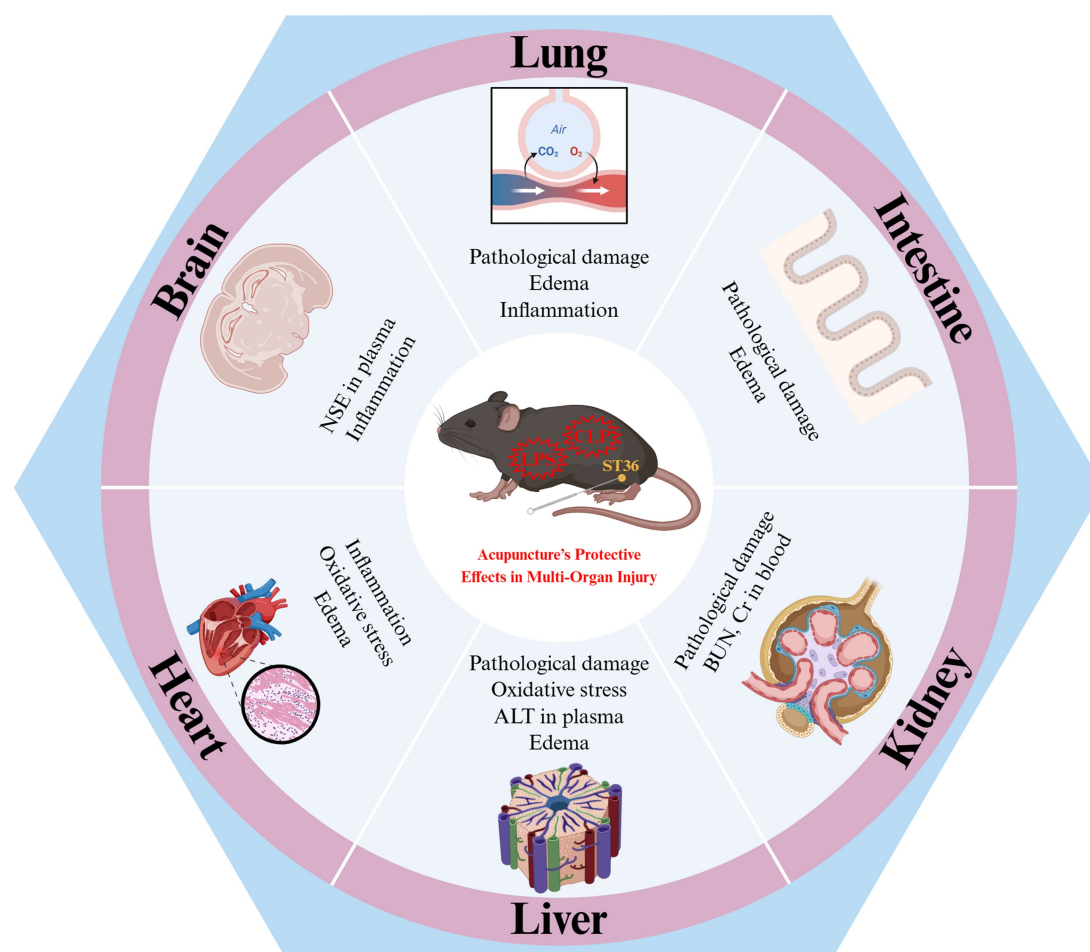 Lung
Air
CO₂ O₂
Pathological damage
Edema
Inflammation
Intestine
Pathological damage
Edema
Kidney
Pathological damage
BUN, Cr in blood
Liver
Pathological damage
Oxidative stress
ALT in plasma
Edema
Heart
Inflammation
Oxidative stress
Edema
Brain
NSE in plasma
Inflammation
LPS
CLP
ST36
Acupuncture's Protective
Effects in Multi-Organ Injury